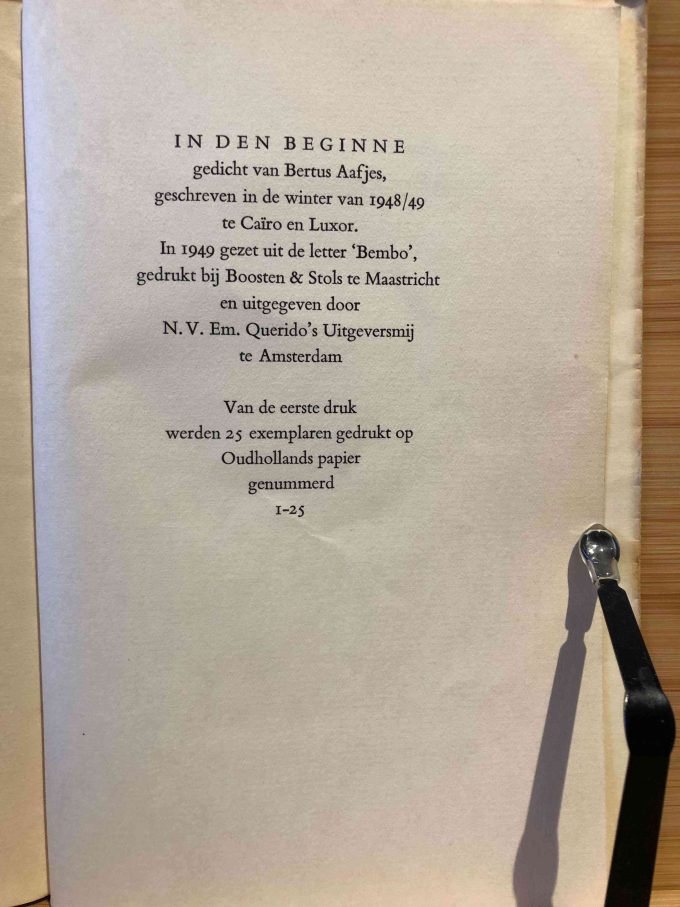 IN DEN BEGINNE
gedicht van Bertus Aafjes,
geschreven in de winter van 1948/49
te Caïro en Luxor.
In 1949 gezet uit de letter ‘Bembo’,
gedrukt bij Boosten & Stols te Maastricht
en uitgegeven door
N.V. Em. Querido’s Uitgeversmij
te Amsterdam
Van de eerste druk
werden 25 exemplaren gedrukt op
Oudhollands papier
genummerd
1–25